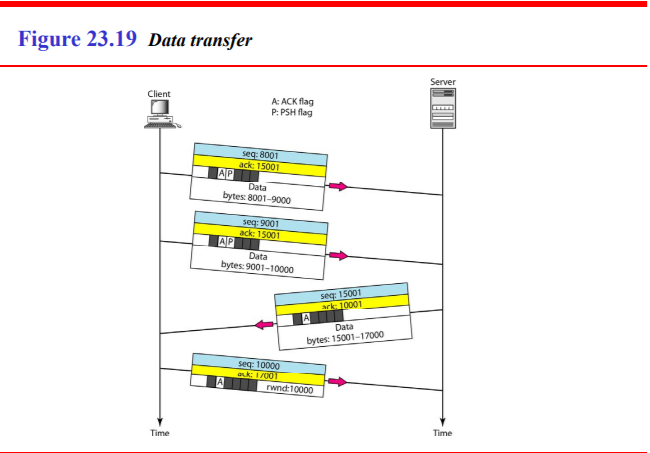 Figure 23.19 Data transfer
Client
Server
A: ACK flag
P: PSH flag
seq: 8001
ack: 15001
A P
Data
bytes: 8001–9000
seq: 9001
ack: 15001
A P
Data
bytes: 9001–10000
seq: 15001
ack: 10001
A
Data
bytes: 15001–17000
seq: 10000
ack: 17001
A
rwnd:10000
Time
Time